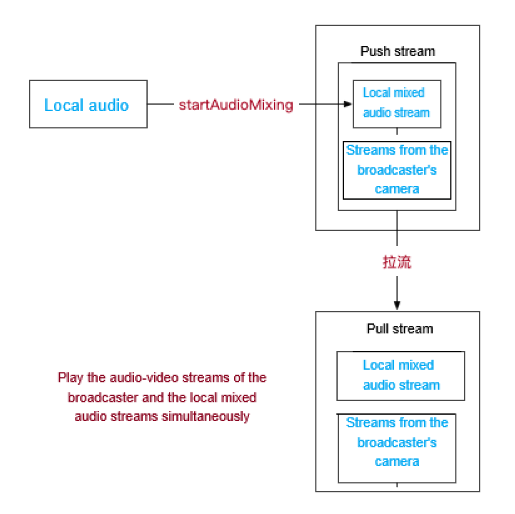 Push stream
Local audio
startAudioMixing
Local mixed
audio stream
Streams from the
broadcaster's
camera
拉流
Pull stream
Local mixed
audio stream
Play the audio-video streams of the
broadcaster and the local mixed
audio streams simultaneously
Streams from the
broadcaster's
camera